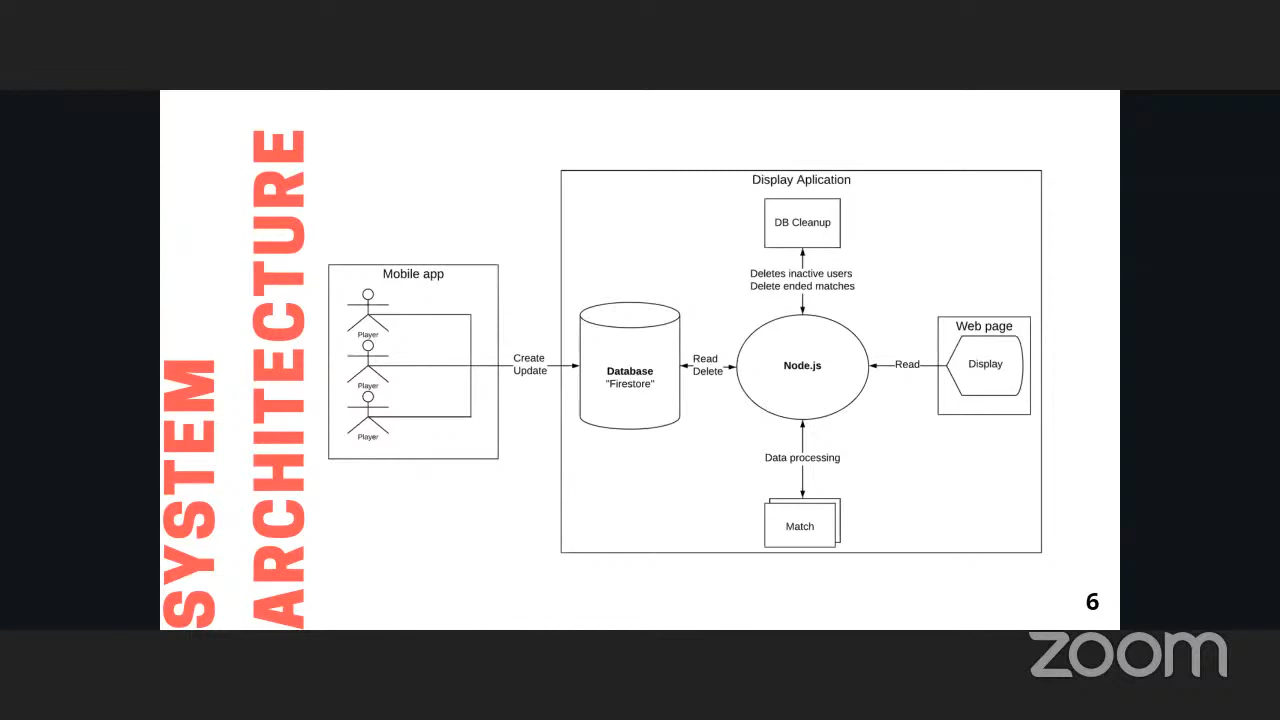 SYSTEM
ARCHITECTURE
Mobile app
Player
Player
Player
Create
Update
Display Aplication
DB Cleanup
Deletes inactive users
Delete ended matches
Database
"Firestore"
Read
Delete
Node.js
Read
Web page
Display
Data processing
Match
6
zoom